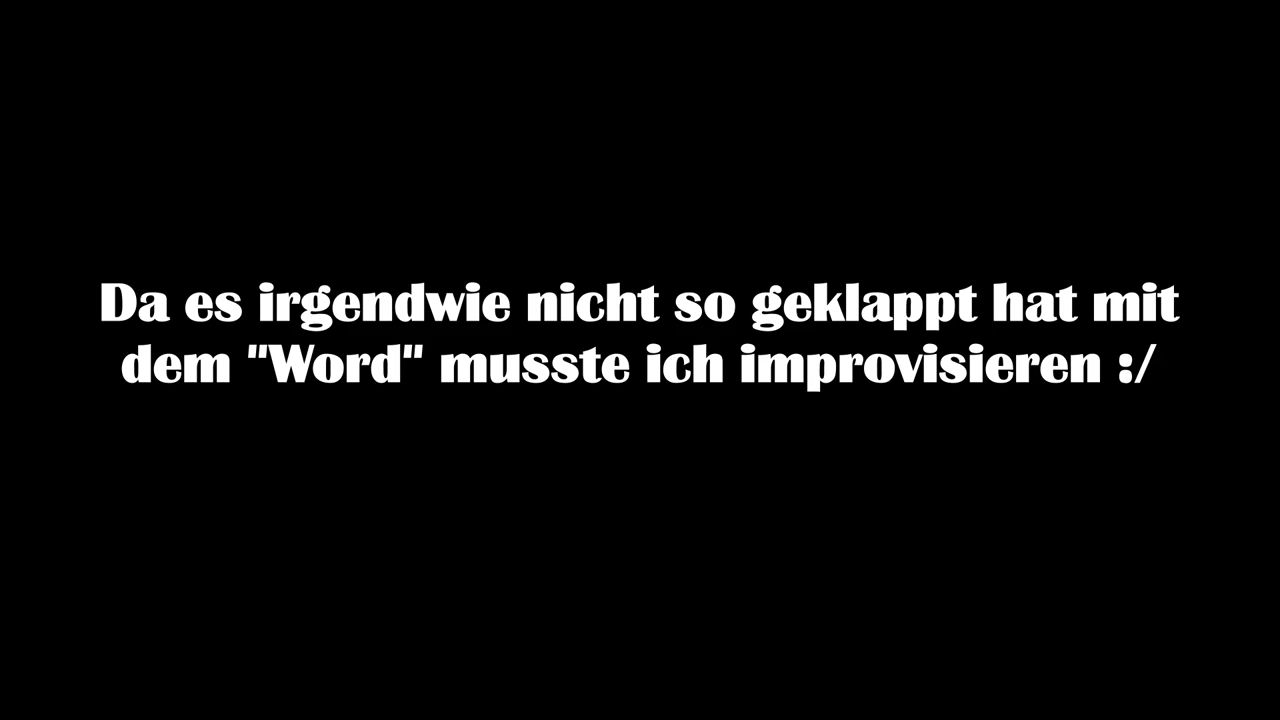 Da es irgendwie nicht so geklappt hat mit
dem "Word" musste ich improvisieren :/